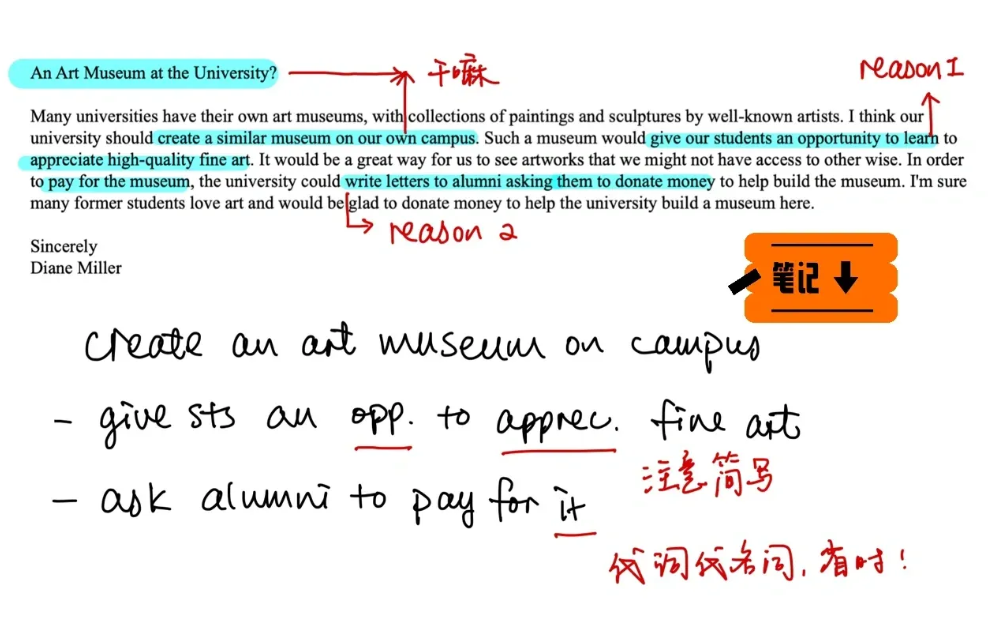 An Art Museum at the University?
干嘛
reason 1
Many universities have their own art museums, with collections of paintings and sculptures by well-known artists. I think our
university should create a similar museum on our own campus. Such a museum would give our students an opportunity to learn to
appreciate high-quality fine art. It would be a great way for us to see artworks that we might not have access to other wise. In order
to pay for the museum, the university could write letters to alumni asking them to donate money to help build the museum. I'm sure
many former students love art and would be glad to donate money to help the university build a museum here.
reason 2
Sincerely
Diane Miller
笔记
create an art museum on campus
- give sts an opp. to apprec. fine art
注意简写
- ask alumni to pay for it
代词代名词, 省时!